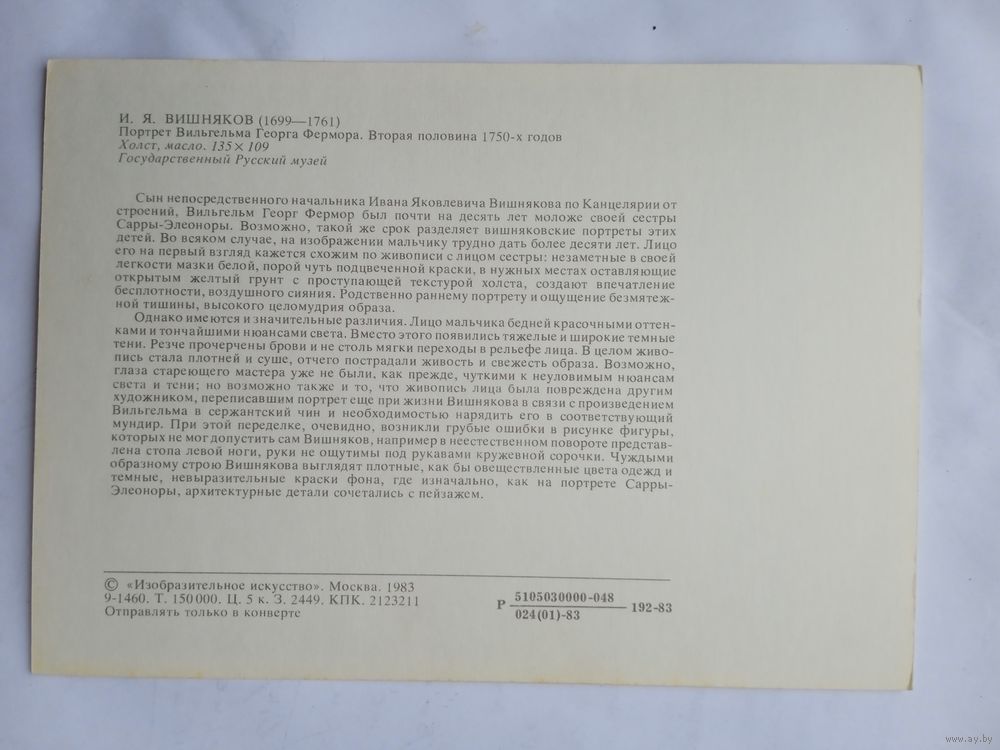 И. Я. ВИШНЯКОВ (1699—1761)
Портрет Вильгельма Георга Фермора. Вторая половина 1750-х годов
Холст, масло. 135×109
Государственный Русский музей
Сын непосредственного начальника Ивана Яковлевича Вишнякова по Канцелярии от
строений, Вильгельм Георг Фермор был почти на десять лет моложе своей сестры
Сарры-Элеоноры. Возможно, такой же срок разделяет вишняковские портреты этих
детей. Во всяком случае, на изображении мальчику трудно дать более десяти лет. Лицо
его на первый взгляд кажется схожим по живописи с лицом сестры: незаметные в своей
легкости мазки белой, порой чуть подцвеченной краски, в нужных местах оставляющие
открытым желтый грунт с проступающей текстурой холста, создают впечатление
бесплотности, воздушного сияния. Родственно раннему портрету и ощущение безмятеж-
ной тишины, высокого целомудрия образа.
Однако имеются и значительные различия. Лицо мальчика бедней красочными оттен-
ками и тончайшими нюансами света. Вместо этого появились тяжелые и широкие темные
тени. Резче прочерчены брови и не столь мягки переходы в рельефе лица. В целом живо-
пись стала плотней и суше, отчего пострадали живость и свежесть образа. Возможно,
глаза стареющего мастера уже не были, как прежде, чуткими к неуловимым нюансам
света и тени; но возможно также и то, что живопись лица была повреждена другим
художником, переписавшим портрет еще при жизни Вишнякова в связи с произведением
Вильгельма в сержантский чин и необходимостью нарядить его в соответствующий
мундир. При этой переделке, очевидно, возникли грубые ошибки в рисунке фигуры,
которых не мог допустить сам Вишняков, например в неестественном повороте представ-
лена стопа левой ноги, руки не ощутимы под рукавами кружевной сорочки. Чуждыми
образному строю Вишнякова выглядят плотные, как бы овеществленные цвета одежд и
темные, невыразительные краски фона, где изначально, как на портрете Сарры-
Элеоноры, архитектурные детали сочетались с пейзажем.
© «Изобразительное искусство». Москва. 1983
9-1460. Т. 150 000. Ц. 5 к. З. 2449. КПК. 2123211
Отправлять только в конверте
Р 5105030000-048
024(01)-83 192-83
www.ay.by